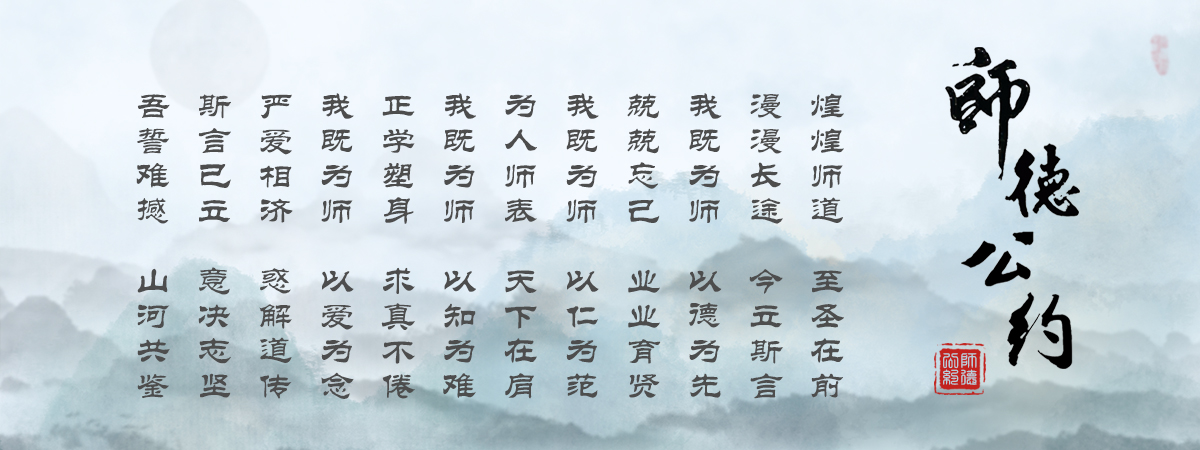 師德公约
煌煌师道 至圣在前
漫漫长途 今立斯言
我既为师 以德为先
兢兢忘己 业业育贤
我既为师 以仁为范
为人师表 天下在肩
我既为师 以知为难
正学塑身 求真不倦
我既为师 以爱为念
严爱相济 惑解道传
斯言已立 意决志坚
吾誓难撼 山河共鉴
師德
公約